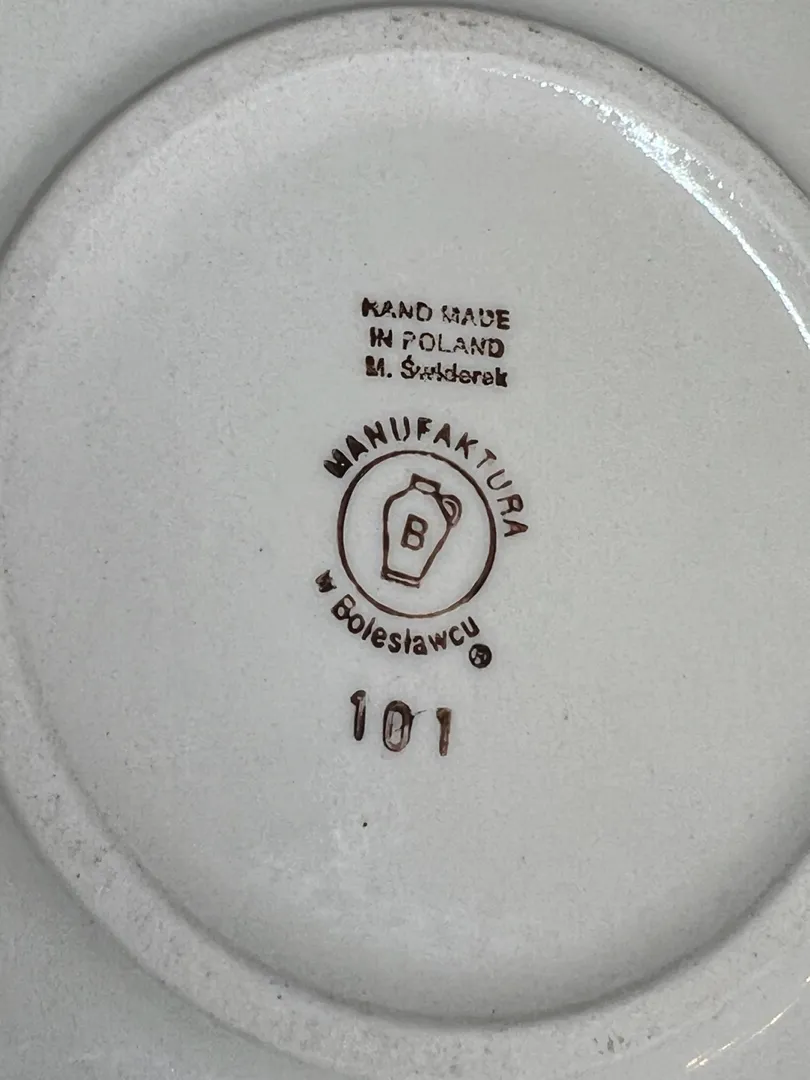 HAND MADE
IN POLAND
M. Świderek
MANUFAKTURA
B
w Bolesławcu®
101